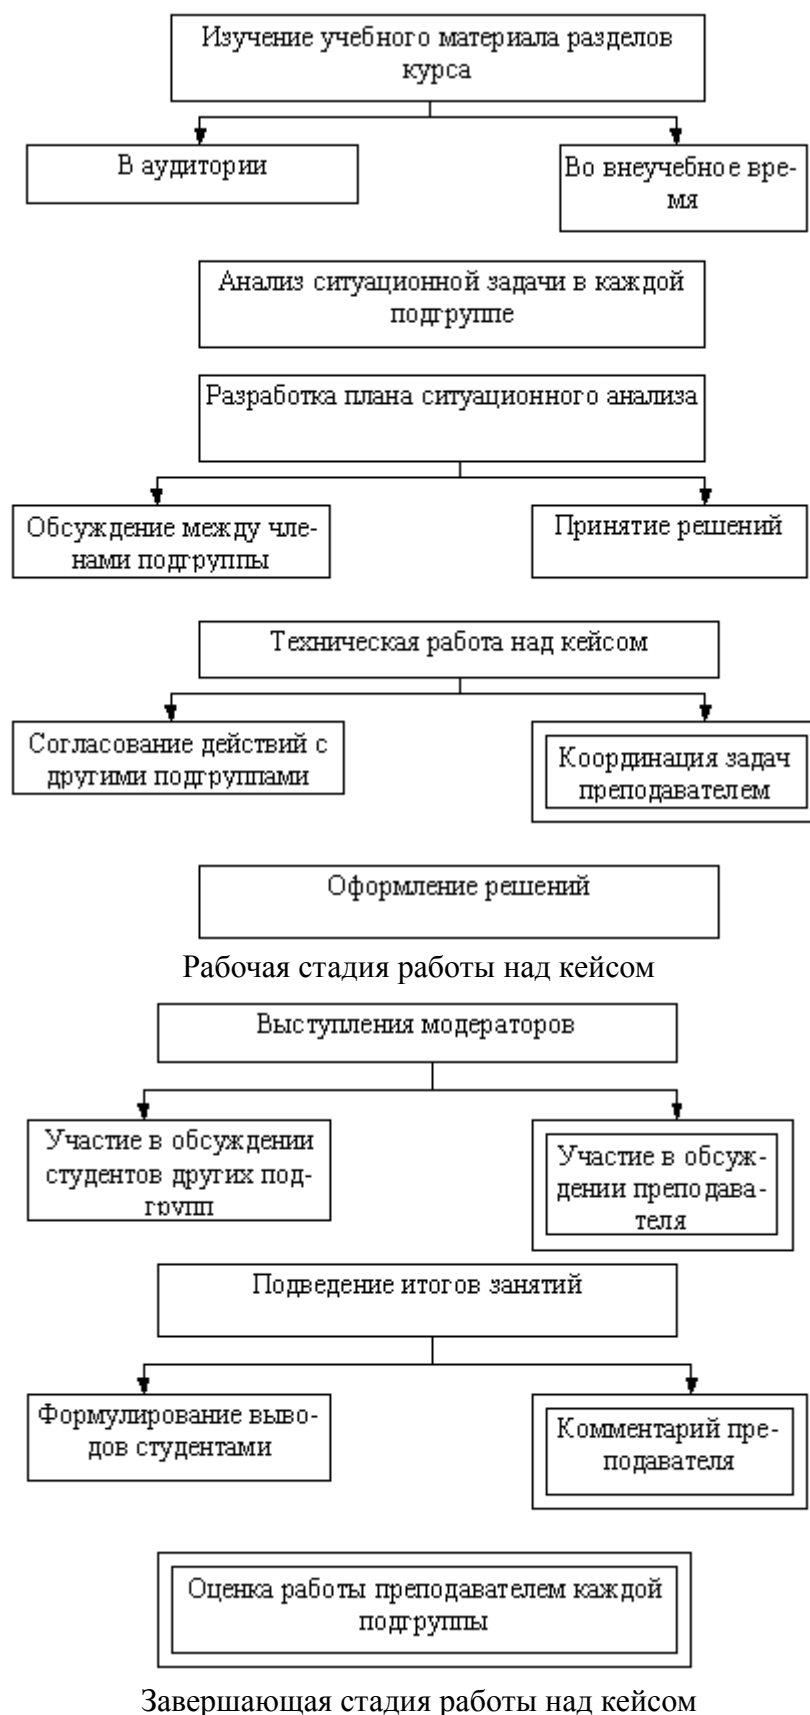 Изучение учебного материала разделов
курса
В аудитории
Во внеучебное вре-
мя
Анализ ситуационной задачи в каждой
подгруппе
Разработка плана ситуационного анализа
Обсуждение между чле-
нами подгруппы
Принятие решений
Техническая работа над кейсом
Согласование действий с
другими подгруппами
Координация задач
преподавателем
Оформление решений
Рабочая стадия работы над кейсом
Выступления модераторов
Участие в обсуждении
студентов других под-
групп
Участие в обсуж-
дении преподава-
теля
Подведение итогов занятий
Формулирование выво-
дов студентами
Комментарий пре-
подавателя
Оценка работы преподавателем каждой
подгруппы
Завершающая стадия работы над кейсом